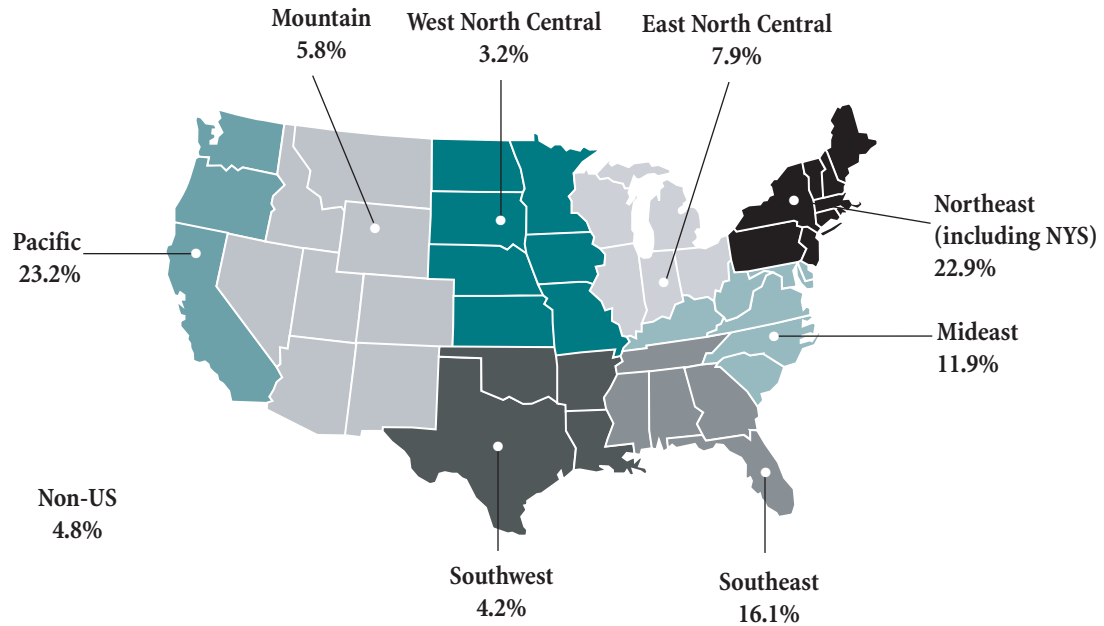 Mountain
5.8%
West North Central
3.2%
East North Central
7.9%
Pacific
23.2%
Northeast
(including NYS)
22.9%
Mideast
11.9%
Non-US
4.8%
Southwest
4.2%
Southeast
16.1%